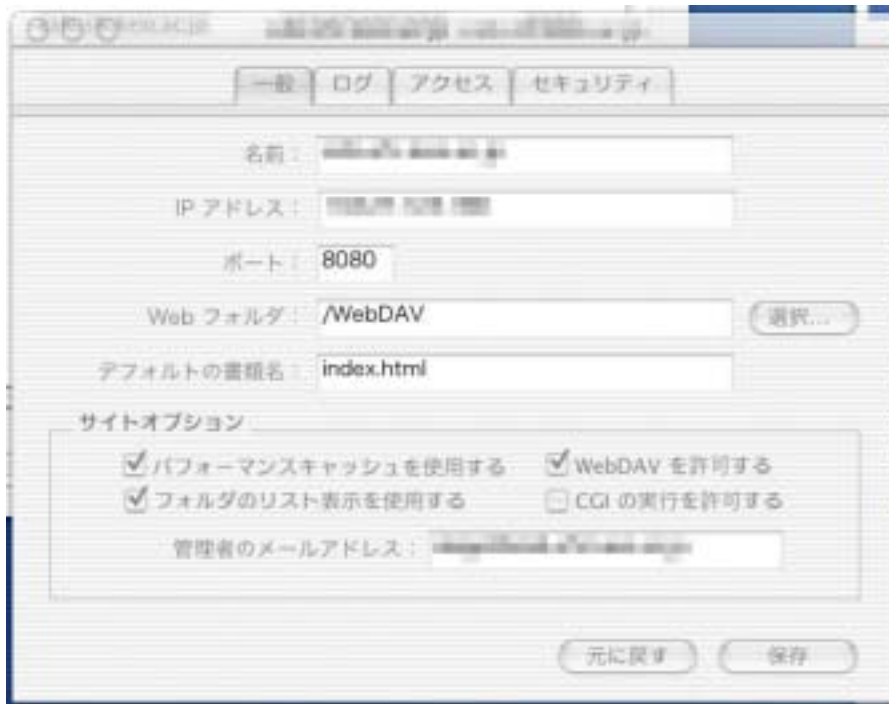 一般 ログ アクセス セキュリティ
名前：
IP アドレス：
ポート： 8080
Web フォルダ： /WebDAV 選択...
デフォルトの書類名： index.html
サイトオプション
パフォーマンスキャッシュを使用する WebDAV を許可する
フォルダのリスト表示を使用する CGI の実行を許可する
管理者のメールアドレス：
元に戻す 保存